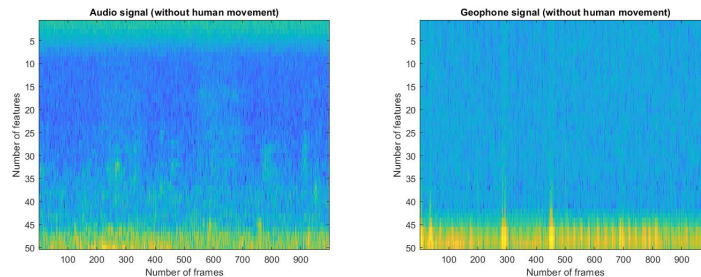 Audio signal (without human movement)
5
10
15
20
25
30
35
40
45
50
Number of features
100 200 300 400 500 600 700 800 900
Number of frames
Geophone signal (without human movement)
5
10
15
20
25
30
35
40
45
50
Number of features
100 200 300 400 500 600 700 800 900
Number of frames